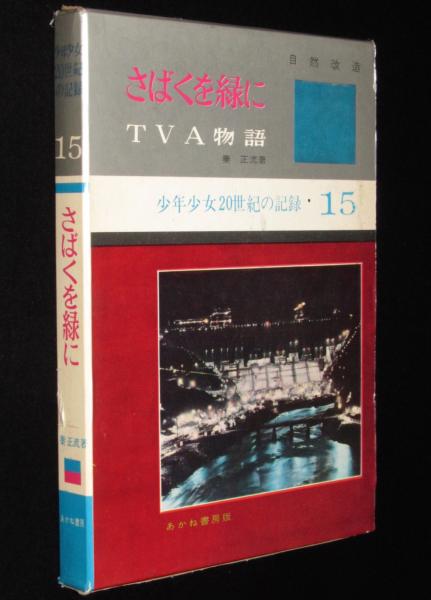 少年少女
20世紀
の記録
15
さばくを緑に
秦 正流著
あかね書房
自然改造
さばくを緑に
TVA物語
秦 正流著
少年少女20世紀の記録・15
あかね書房版